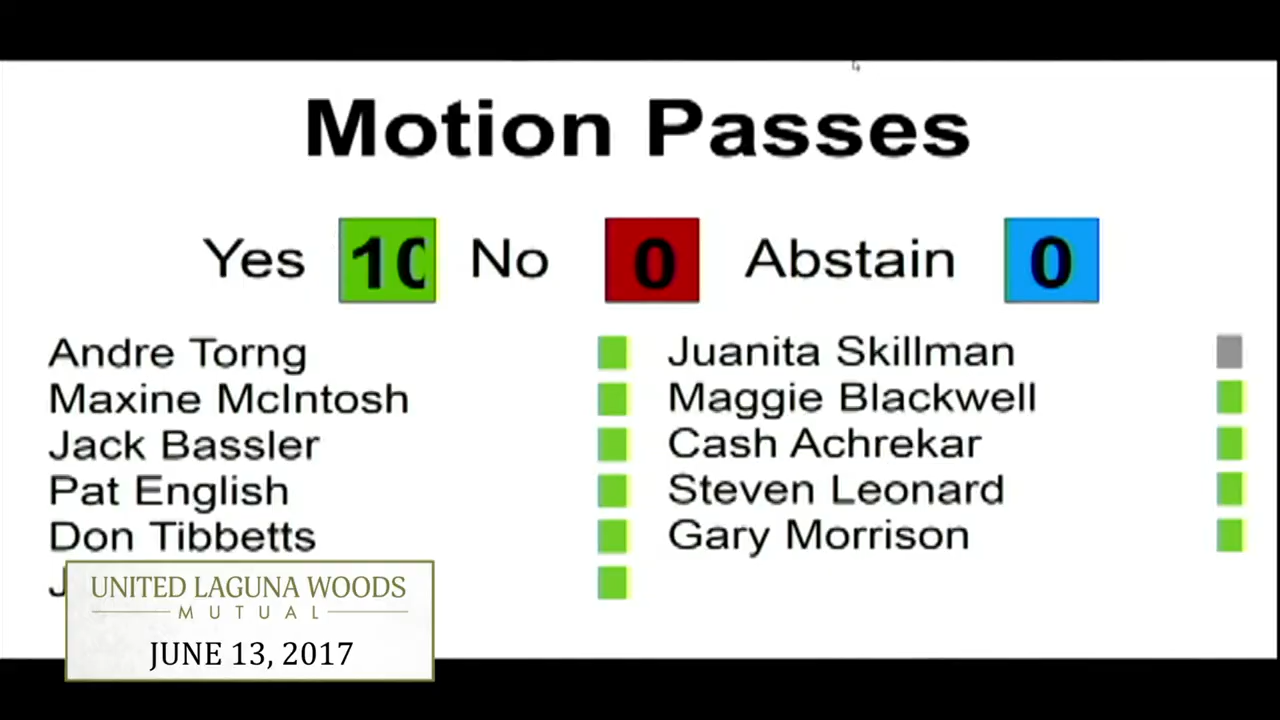 Motion Passes
Yes 10 No 0 Abstain 0
Andre Torng
Maxine McIntosh
Jack Bassler
Pat English
Don Tibbetts
Juanita Skillman
Maggie Blackwell
Cash Achrekar
Steven Leonard
Gary Morrison
UNITED LAGUNA WOODS
MUTUAL
JUNE 13, 2017